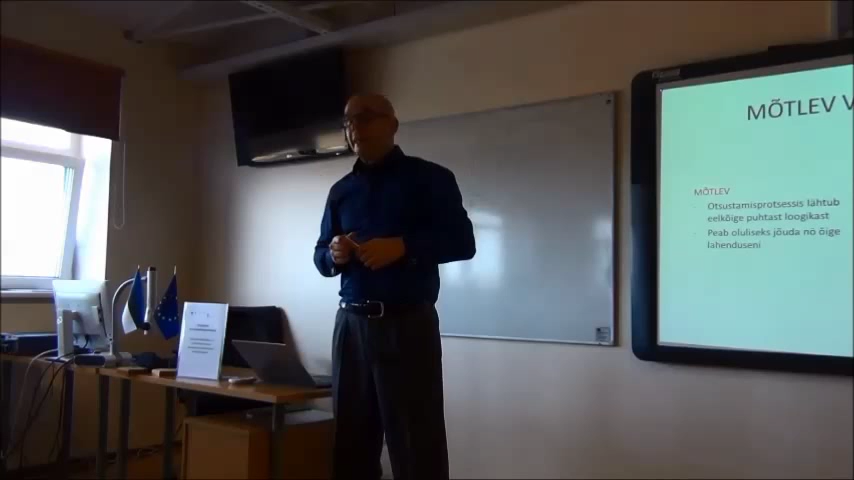 MÕTLEV V
MÕTLEV
Otsustamisprotsessis lähtub
eelkõige puhtast loogikast
Peab oluliseks jõuda nö õige
lahenduseni